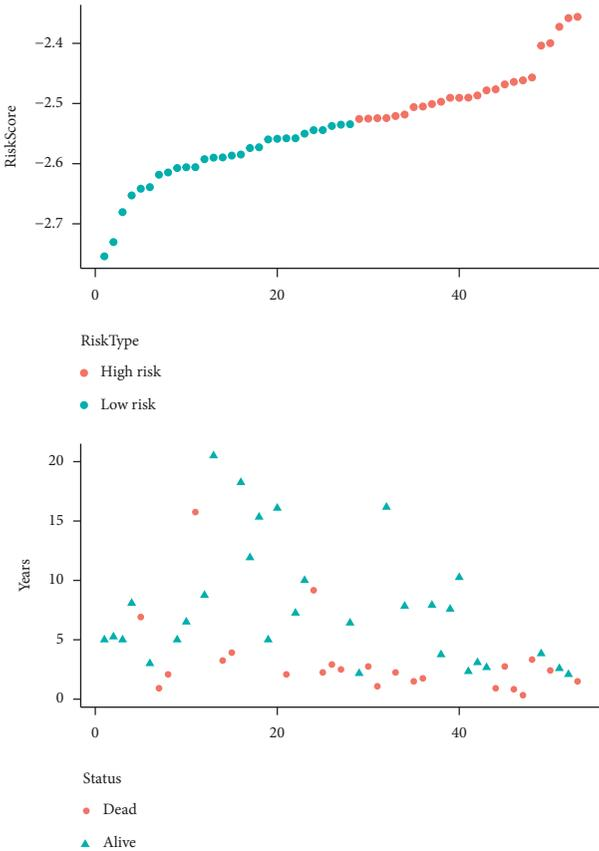 −2.4
−2.5
−2.6
−2.7
RiskScore
0 20 40
RiskType
High risk
Low risk
20
15
10
5
0
Years
0 20 40
Status
Dead
Alive